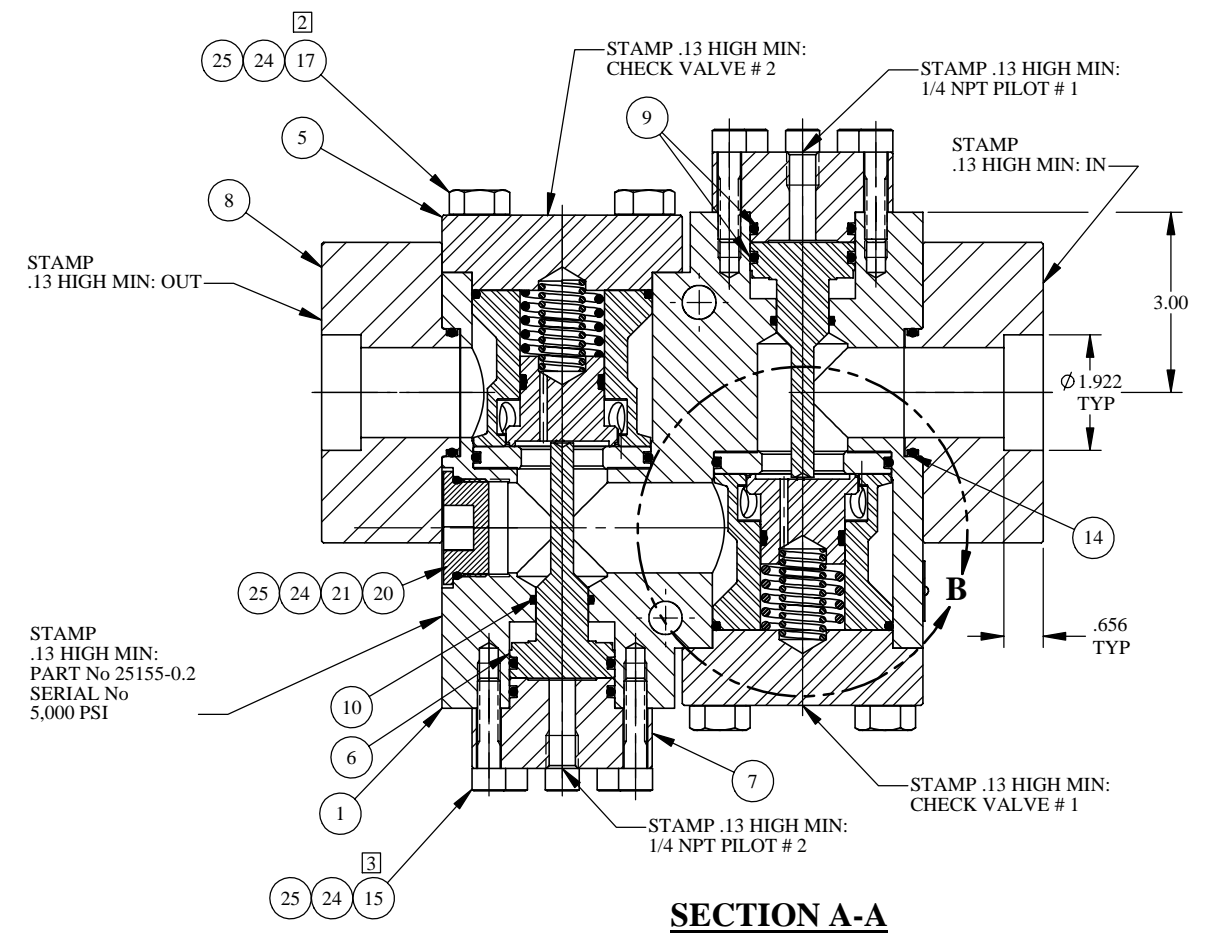 2
25 24 17
STAMP .13 HIGH MIN:
CHECK VALVE # 2
STAMP .13 HIGH MIN:
1/4 NPT PILOT # 1
5
9
STAMP
.13 HIGH MIN: IN
8
STAMP
.13 HIGH MIN: OUT
3.00
Ø1.922
TYP
14
25 24 21 20
B
.656
TYP
STAMP
.13 HIGH MIN:
PART No 25155-0.2
SERIAL No
5,000 PSI
10
6
1
7
STAMP .13 HIGH MIN:
CHECK VALVE # 1
STAMP .13 HIGH MIN:
1/4 NPT PILOT # 2
3
25 24 15
SECTION A-A